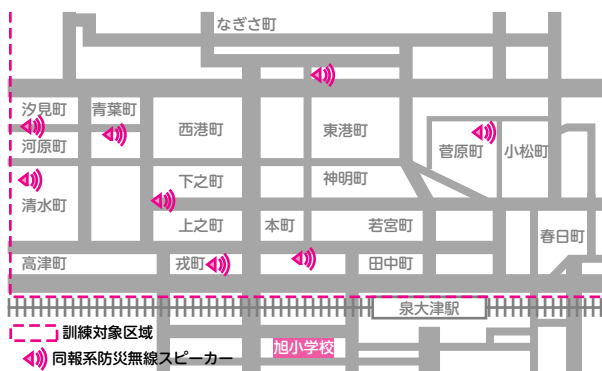 なぎさ町
汐見町
青葉町
西港町
東港町
河原町
菅原町
小松町
下之町
神明町
清水町
上之町
本町
若宮町
春日町
高津町
戎町
田中町
泉大津駅
訓練対象区域
旭小学校
同報系防災無線スピーカー